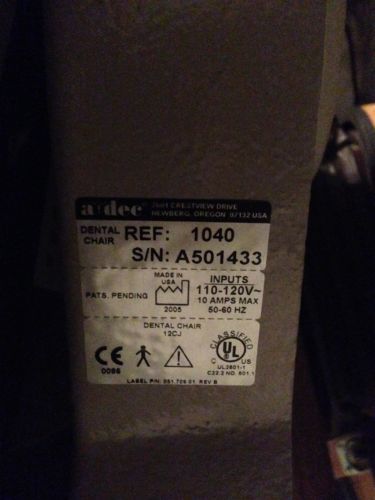 a-dec® 2601 CRESTVIEW DRIVE
NEWBERG, OREGON 97132 USA
DENTAL CHAIR REF: 1040
S/N: A501433
PATS. PENDING
MADE IN USA
2005
INPUTS
110-120V~
10 AMPS MAX
50-60 HZ
DENTAL CHAIR
12CJ
CE
0086
CLASSIFIED
C UL US
UL2601-1
C22.2 NO. 601.1
LABEL P/N: 051.709.01 REV B